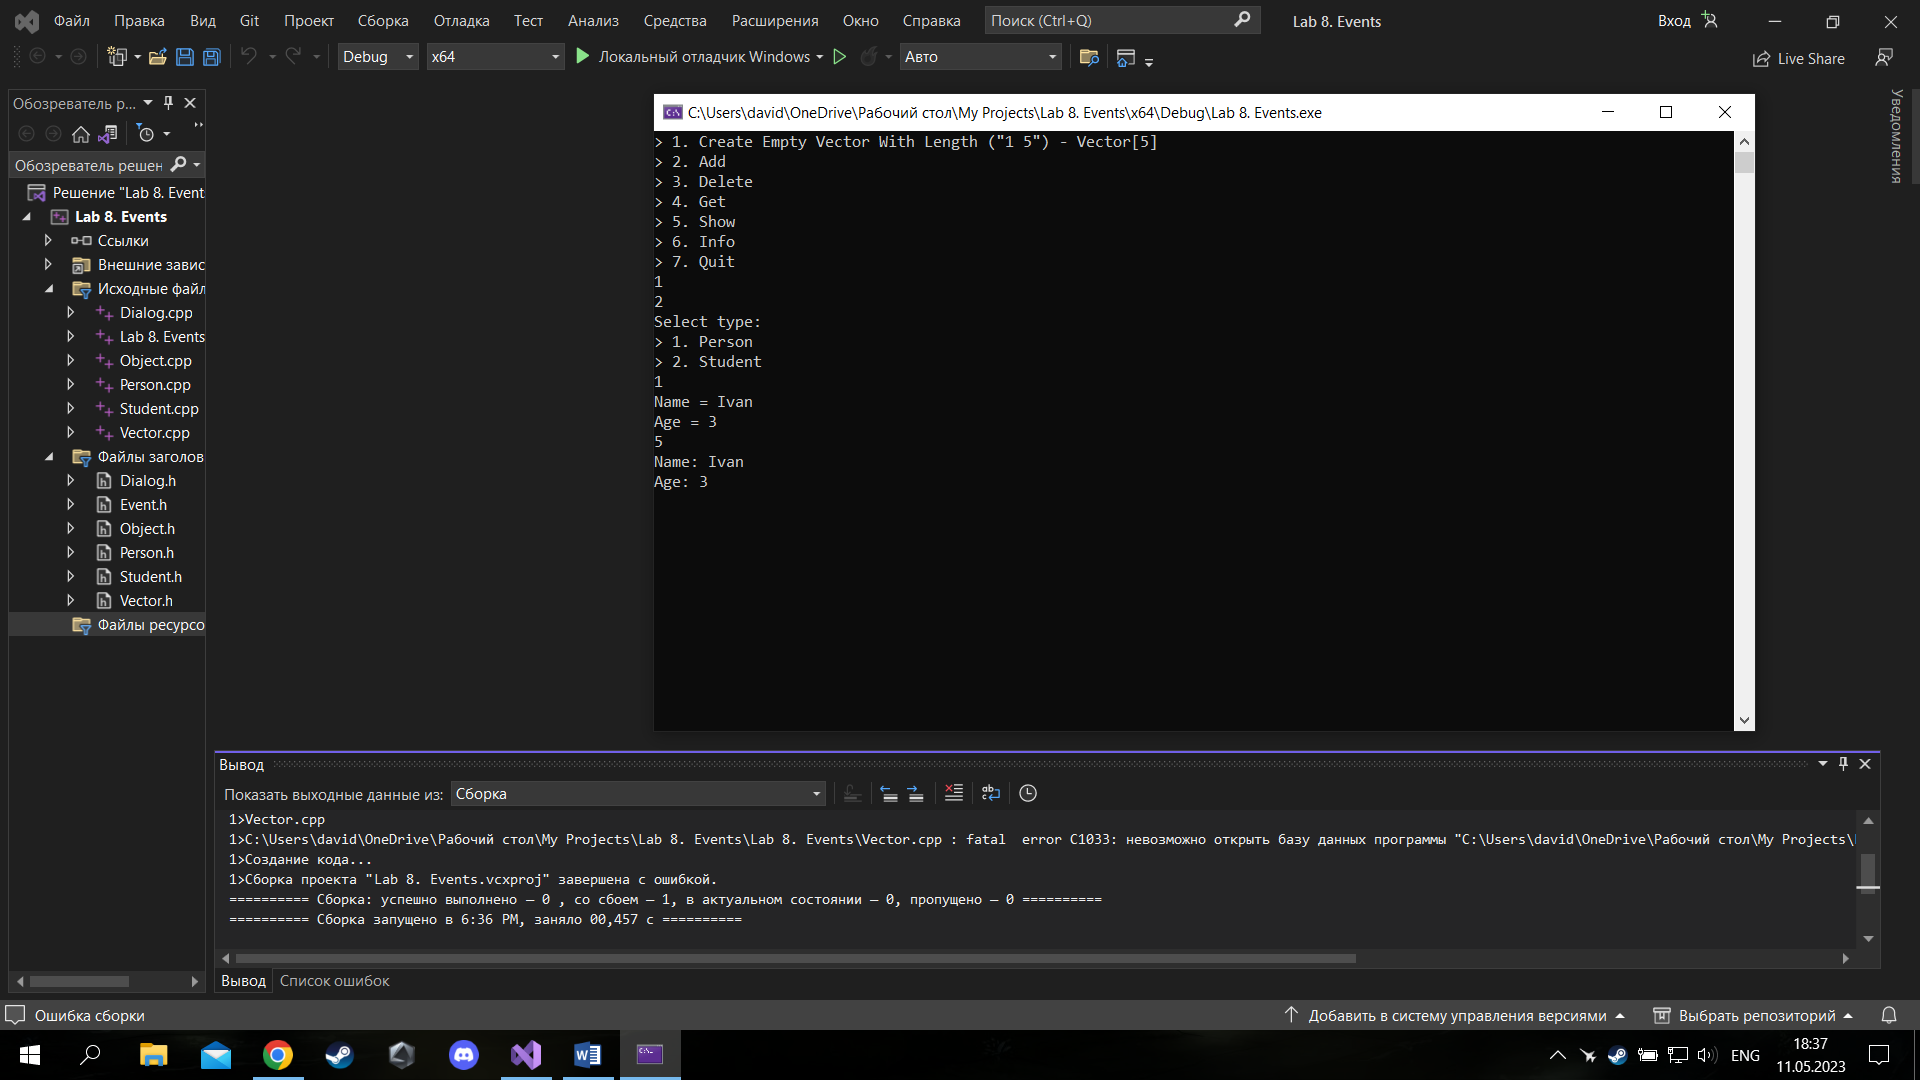 Файл Правка Вид Git Проект Сборка Отладка Тест Анализ Средства Расширения Окно Справка Поиск (Ctrl+Q) Lab 8. Events Вход
Debug x64 Локальный отладчик Windows Авто Live Share
Обозреватель р...
Обозреватель решен
Решение "Lab 8. Event
Lab 8. Events
Ссылки
Внешние завис
Исходные файл
Dialog.cpp
Lab 8. Events
Object.cpp
Person.cpp
Student.cpp
Vector.cpp
Файлы заголов
Dialog.h
Event.h
Object.h
Person.h
Student.h
Vector.h
Файлы ресурсо
C:\Users\david\OneDrive\Рабочий стол\My Projects\Lab 8. Events\x64\Debug\Lab 8. Events.exe
> 1. Create Empty Vector With Length ("1 5") - Vector[5]
> 2. Add
> 3. Delete
> 4. Get
> 5. Show
> 6. Info
> 7. Quit
1
2
Select type:
> 1. Person
> 2. Student
1
Name = Ivan
Age = 3
5
Name: Ivan
Age: 3
Уведомления
Вывод
Показать выходные данные из: Сборка
1>Vector.cpp
1>C:\Users\david\OneDrive\Рабочий стол\My Projects\Lab 8. Events\Lab 8. Events\Vector.cpp : fatal  error C1033: невозможно открыть базу данных программы "C:\Users\david\OneDrive\Рабочий стол\My Projects\
1>Создание кода...
1>Сборка проекта "Lab 8. Events.vcxproj" завершена с ошибкой.
========== Сборка: успешно выполнено — 0 , со сбоем — 1, в актуальном состоянии — 0, пропущено — 0 ==========
========== Сборка запущено в 6:36 PM, заняло 00,457 с ==========
Вывод Список ошибок
Ошибка сборки Добавить в систему управления версиями Выбрать репозиторий
ENG 18:37
11.05.2023